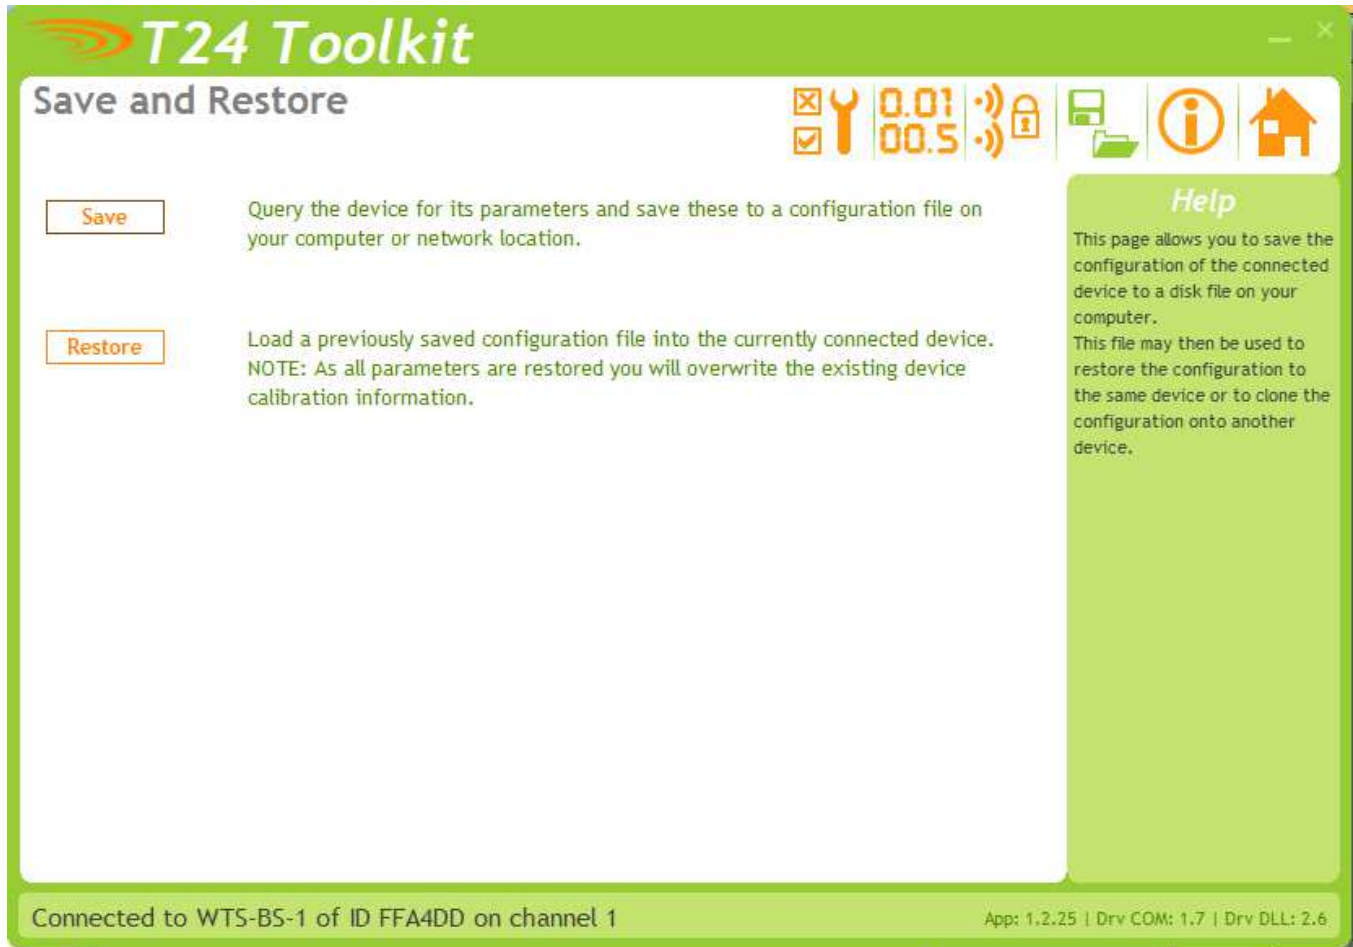 T24 Toolkit
Save and Restore
0.01
00.5
Save
Query the device for its parameters and save these to a configuration file on
your computer or network location.
Restore
Load a previously saved configuration file into the currently connected device.
NOTE: As all parameters are restored you will overwrite the existing device
calibration information.
Help
This page allows you to save the
configuration of the connected
device to a disk file on your
computer.
This file may then be used to
restore the configuration to
the same device or to clone the
configuration onto another
device.
Connected to WTS-BS-1 of ID FFA4DD on channel 1
App: 1.2.25 | Drv COM: 1.7 | Drv DLL: 2.6